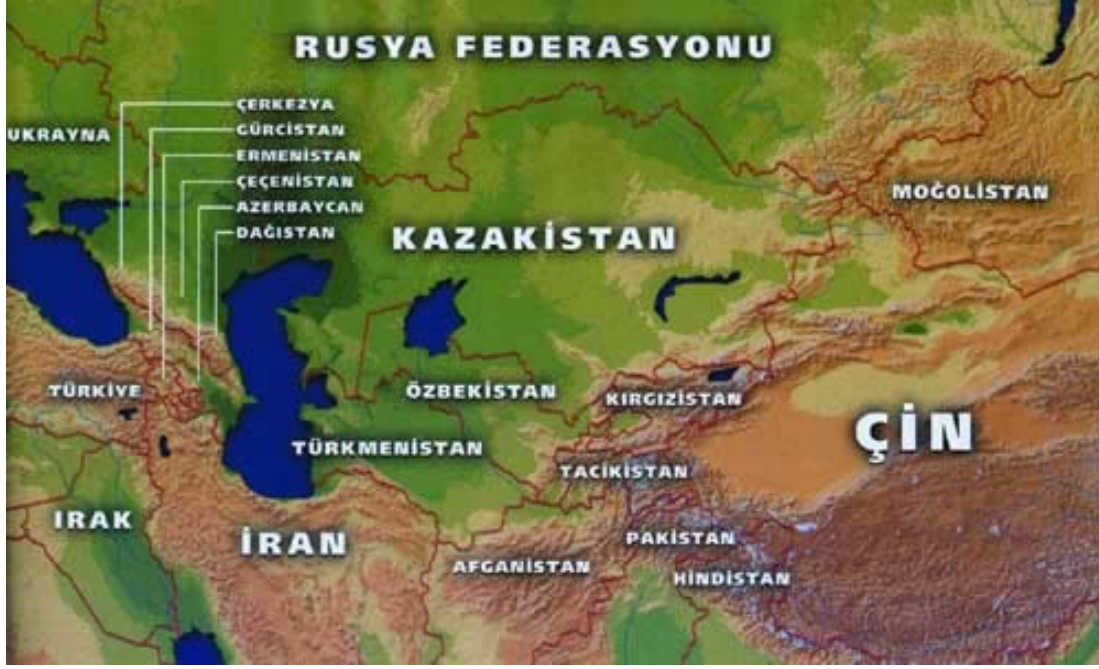 RUSYA FEDERASYONU
ÇERKEZYA
UKRAYNA
GÜRCİSTAN
ERMENİSTAN
ÇEÇENİSTAN
MOĞOLİSTAN
AZERBAYCAN
DAĞISTAN
KAZAKİSTAN
TÜRKİYE
ÖZBEKİSTAN
KIRGIZİSTAN
ÇİN
TÜRKMENİSTAN
TACİKİSTAN
IRAK
İRAN
PAKİSTAN
AFGANİSTAN
HİNDİSTAN